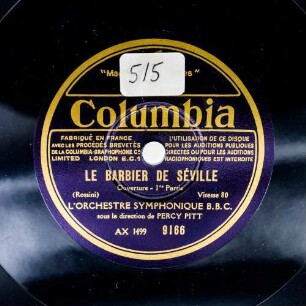 515
Columbia
FABRIQUÉ EN FRANCE
AVEC LES PROCÉDÉS BREVETÉS
DE LA COLUMBIA-GRAPHOPHONE Cº
LIMITED LONDON E.C.1
L'UTILISATION DE CE DISQUE
POUR LES AUDITIONS PUBLIQUES
DIRECTES OU POUR LES AUDITIONS
RADIOPHONIQUES EST INTERDITE
LE BARBIER DE SÉVILLE
Ouverture - 1re Partie
(Rossini) Vitesse 80
L'ORCHESTRE SYMPHONIQUE B.B.C.
sous la direction de PERCY PITT
AX 1499 9166